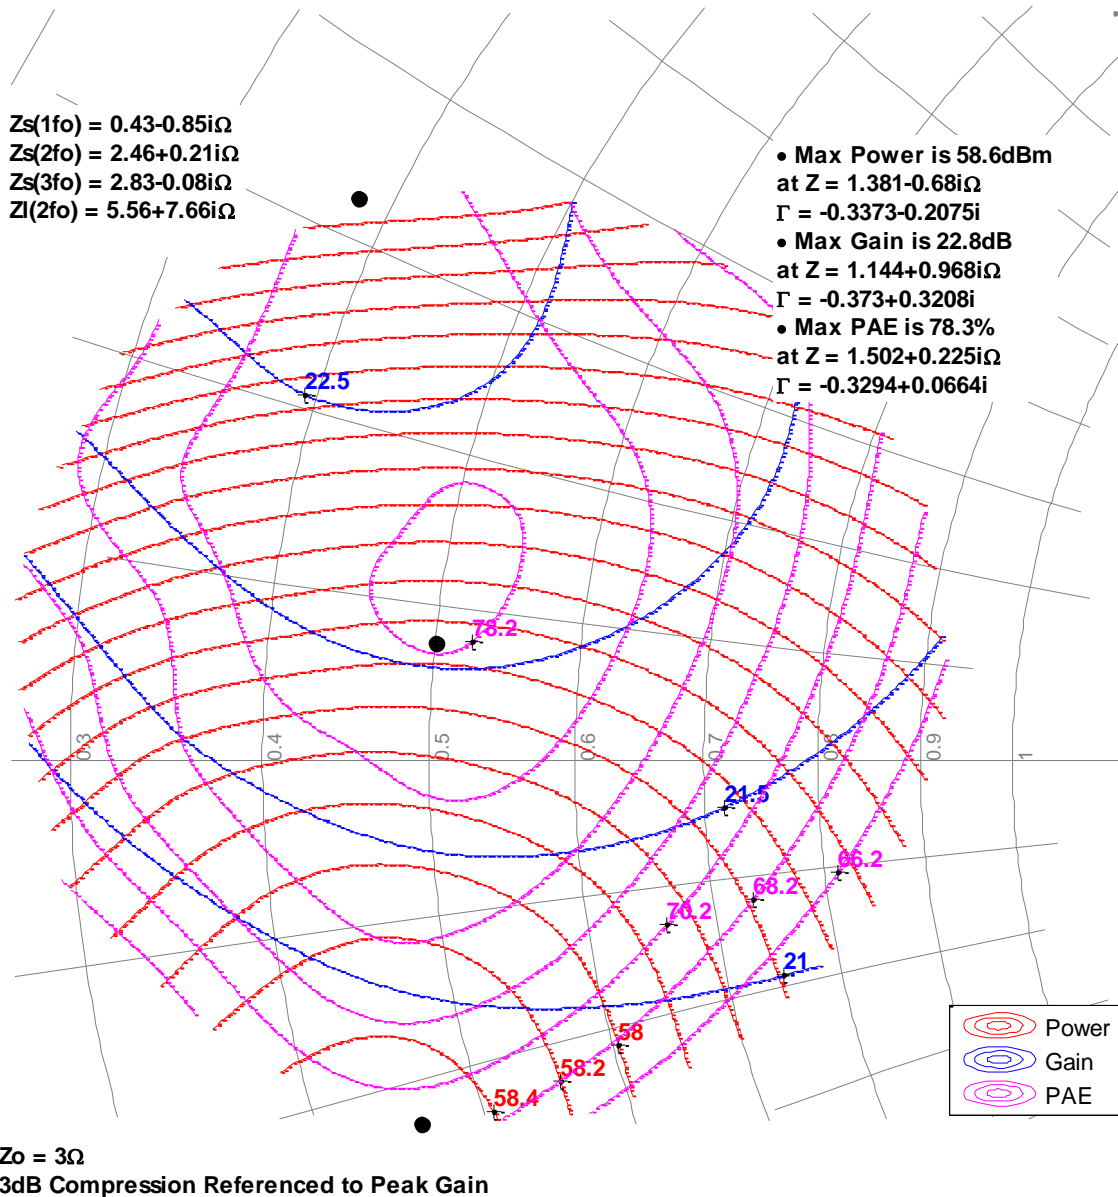 Zs(1fo) = 0.43-0.85iΩ
Zs(2fo) = 2.46+0.21iΩ
Zs(3fo) = 2.83-0.08iΩ
Zl(2fo) = 5.56+7.66iΩ
• Max Power is 58.6dBm
at Z = 1.381-0.68iΩ
Γ = -0.3373-0.2075i
• Max Gain is 22.8dB
at Z = 1.144+0.968iΩ
Γ = -0.373+0.3208i
• Max PAE is 78.3%
at Z = 1.502+0.225iΩ
Γ = -0.3294+0.0664i
22.5
78.2
0.3
0.4
0.5
0.6
0.7
0.8
0.9
1
21.5
66.2
68.2
70.2
21
58
58.2
58.4
Power
Gain
PAE
Zo = 3Ω
3dB Compression Referenced to Peak Gain